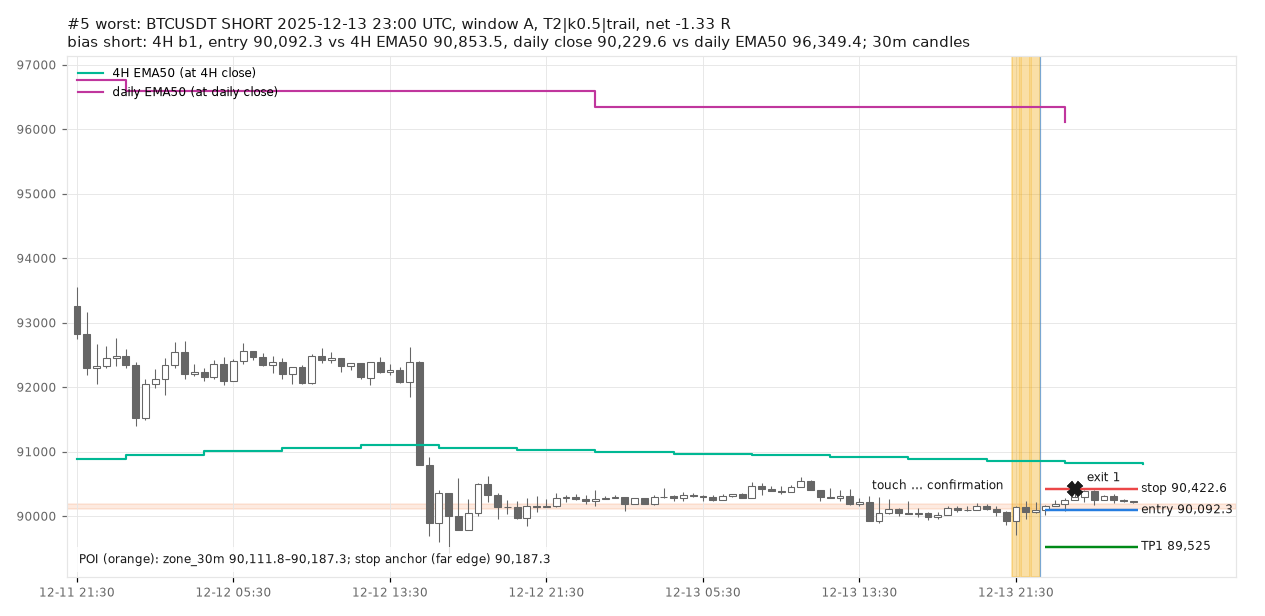 #5 worst: BTCUSDT SHORT 2025-12-13 23:00 UTC, window A, T2|k0.5|trail, net -1.33 R
bias short: 4H b1, entry 90,092.3 vs 4H EMA50 90,853.5, daily close 90,229.6 vs daily EMA50 96,349.4; 30m candles
97000
4H EMA50 (at 4H close)
daily EMA50 (at daily close)
96000
95000
94000
93000
92000
91000
90000
exit 1
touch ... confirmation
stop 90,422.6
entry 90,092.3
TP1 89,525
POI (orange): zone_30m 90,111.8–90,187.3; stop anchor (far edge) 90,187.3
12-11 21:30
12-12 05:30
12-12 13:30
12-12 21:30
12-13 05:30
12-13 13:30
12-13 21:30